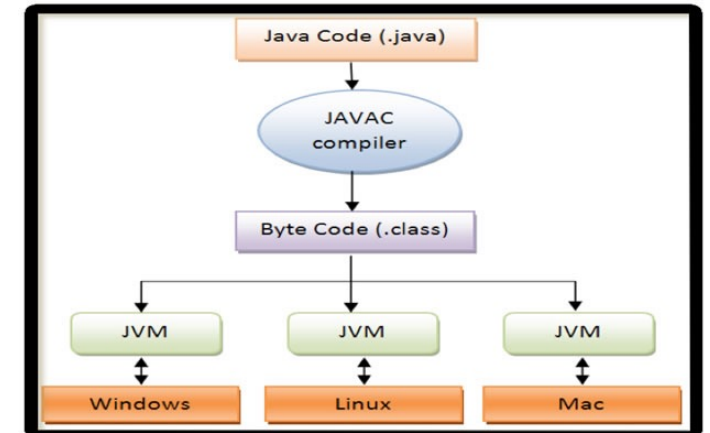 Java Code (.java)
JAVAC
compiler
Byte Code (.class)
JVM
JVM
JVM
Windows
Linux
Mac